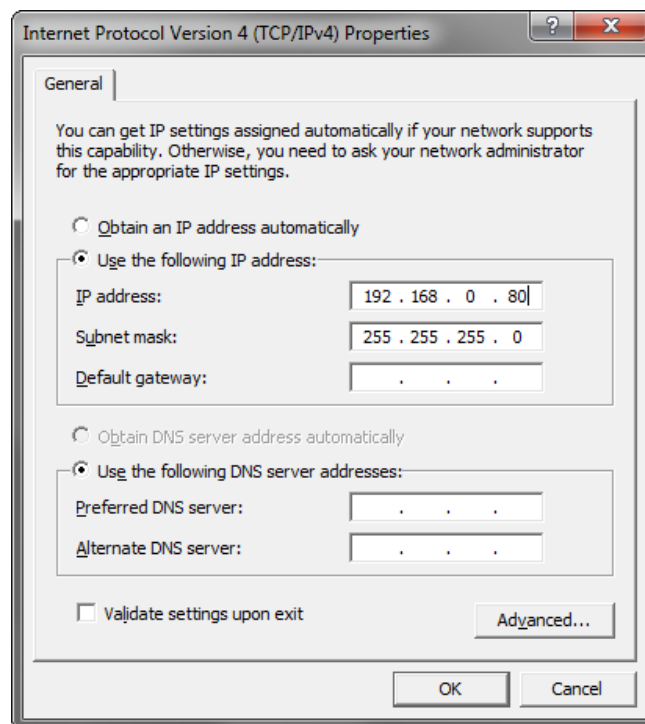 Internet Protocol Version 4 (TCP/IPv4) Properties
?
X
General
You can get IP settings assigned automatically if your network supports
this capability. Otherwise, you need to ask your network administrator
for the appropriate IP settings.
Obtain an IP address automatically
Use the following IP address:
IP address: 192 . 168 . 0 . 80
Subnet mask: 255 . 255 . 255 . 0
Default gateway: . . .
Obtain DNS server address automatically
Use the following DNS server addresses:
Preferred DNS server: . . .
Alternate DNS server: . . .
Validate settings upon exit
Advanced...
OK Cancel